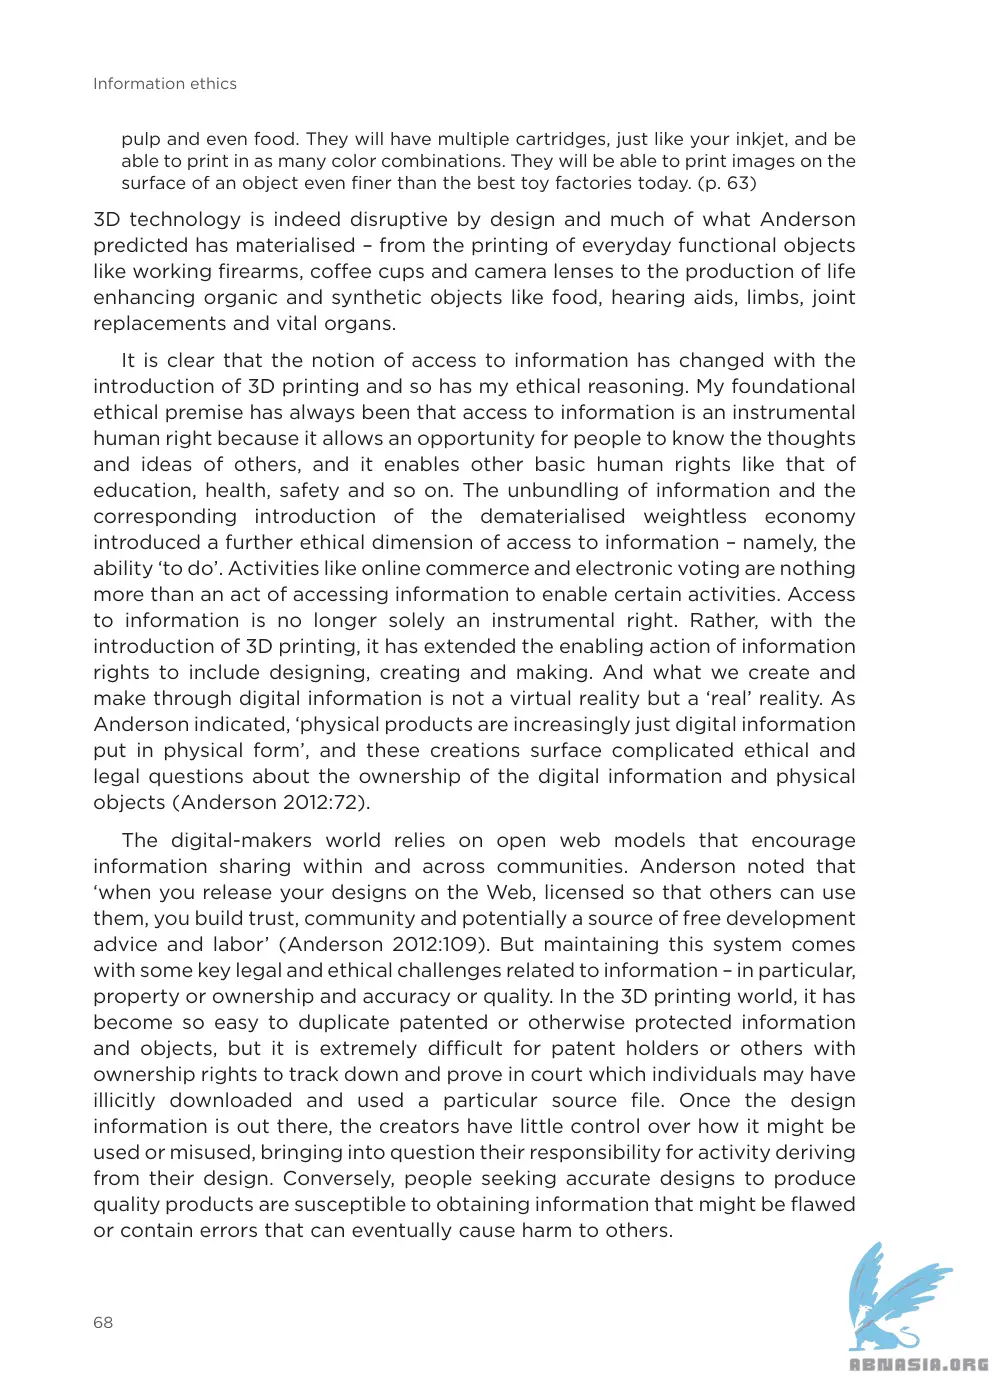 Information ethics
pulp and even food. They will have multiple cartridges, just like your inkjet, and be
able to print in as many color combinations. They will be able to print images on the
surface of an object even finer than the best toy factories today. (p. 63)
3D technology is indeed disruptive by design and much of what Anderson
predicted has materialised – from the printing of everyday functional objects
like working firearms, coffee cups and camera lenses to the production of life
enhancing organic and synthetic objects like food, hearing aids, limbs, joint
replacements and vital organs.
It is clear that the notion of access to information has changed with the
introduction of 3D printing and so has my ethical reasoning. My foundational
ethical premise has always been that access to information is an instrumental
human right because it allows an opportunity for people to know the thoughts
and ideas of others, and it enables other basic human rights like that of
education, health, safety and so on. The unbundling of information and the
corresponding introduction of the dematerialised weightless economy
introduced a further ethical dimension of access to information – namely, the
ability ‘to do’. Activities like online commerce and electronic voting are nothing
more than an act of accessing information to enable certain activities. Access
to information is no longer solely an instrumental right. Rather, with the
introduction of 3D printing, it has extended the enabling action of information
rights to include designing, creating and making. And what we create and
make through digital information is not a virtual reality but a ‘real’ reality. As
Anderson indicated, ‘physical products are increasingly just digital information
put in physical form’, and these creations surface complicated ethical and
legal questions about the ownership of the digital information and physical
objects (Anderson 2012:72).
The digital-makers world relies on open web models that encourage
information sharing within and across communities. Anderson noted that
‘when you release your designs on the Web, licensed so that others can use
them, you build trust, community and potentially a source of free development
advice and labor’ (Anderson 2012:109). But maintaining this system comes
with some key legal and ethical challenges related to information – in particular,
property or ownership and accuracy or quality. In the 3D printing world, it has
become so easy to duplicate patented or otherwise protected information
and objects, but it is extremely difficult for patent holders or others with
ownership rights to track down and prove in court which individuals may have
illicitly downloaded and used a particular source file. Once the design
information is out there, the creators have little control over how it might be
used or misused, bringing into question their responsibility for activity deriving
from their design. Conversely, people seeking accurate designs to produce
quality products are susceptible to obtaining information that might be flawed
or contain errors that can eventually cause harm to others.
68
ABNASIA.ORG